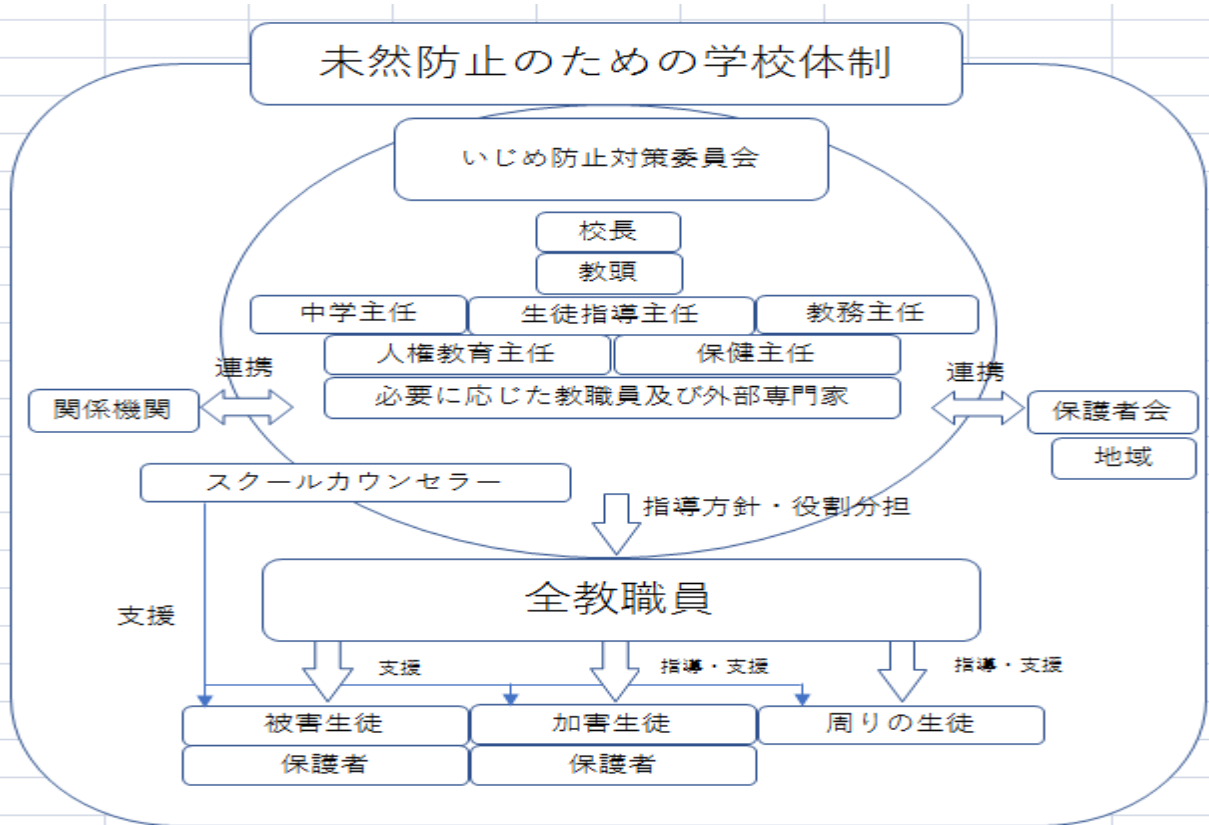 未然防止のための学校体制
いじめ防止対策委員会
校長
教頭
中学主任
生徒指導主任
教務主任
人権教育主任
保健主任
必要に応じた教職員及び外部専門家
連携
関係機関
連携
保護者会
地域
スクールカウンセラー
指導方針・役割分担
全教職員
支援
支援
指導・支援
指導・支援
被害生徒
加害生徒
周りの生徒
保護者
保護者